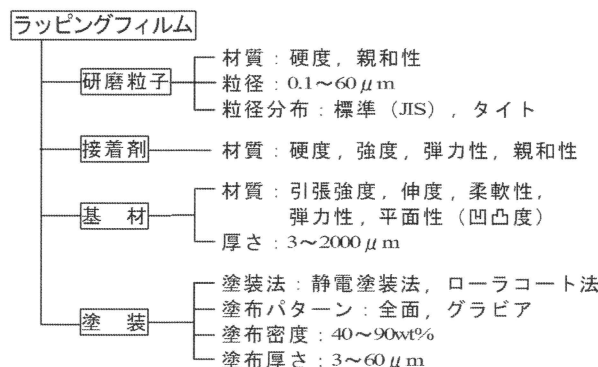 ラッピングフィルム
研磨粒子
材質：硬度，親和性
粒径：0.1～60μm
粒径分布：標準（JIS），タイト
接着剤
材質：硬度，強度，弾力性，親和性
基　材
材質：引張強度，伸度，柔軟性，
弾力性，平面性（凹凸度）
厚さ：3～2000μm
塗　装
塗装法：静電塗装法，ローラコート法
塗布パターン：全面，グラビア
塗布密度：40～90wt%
塗布厚さ：3～60μm